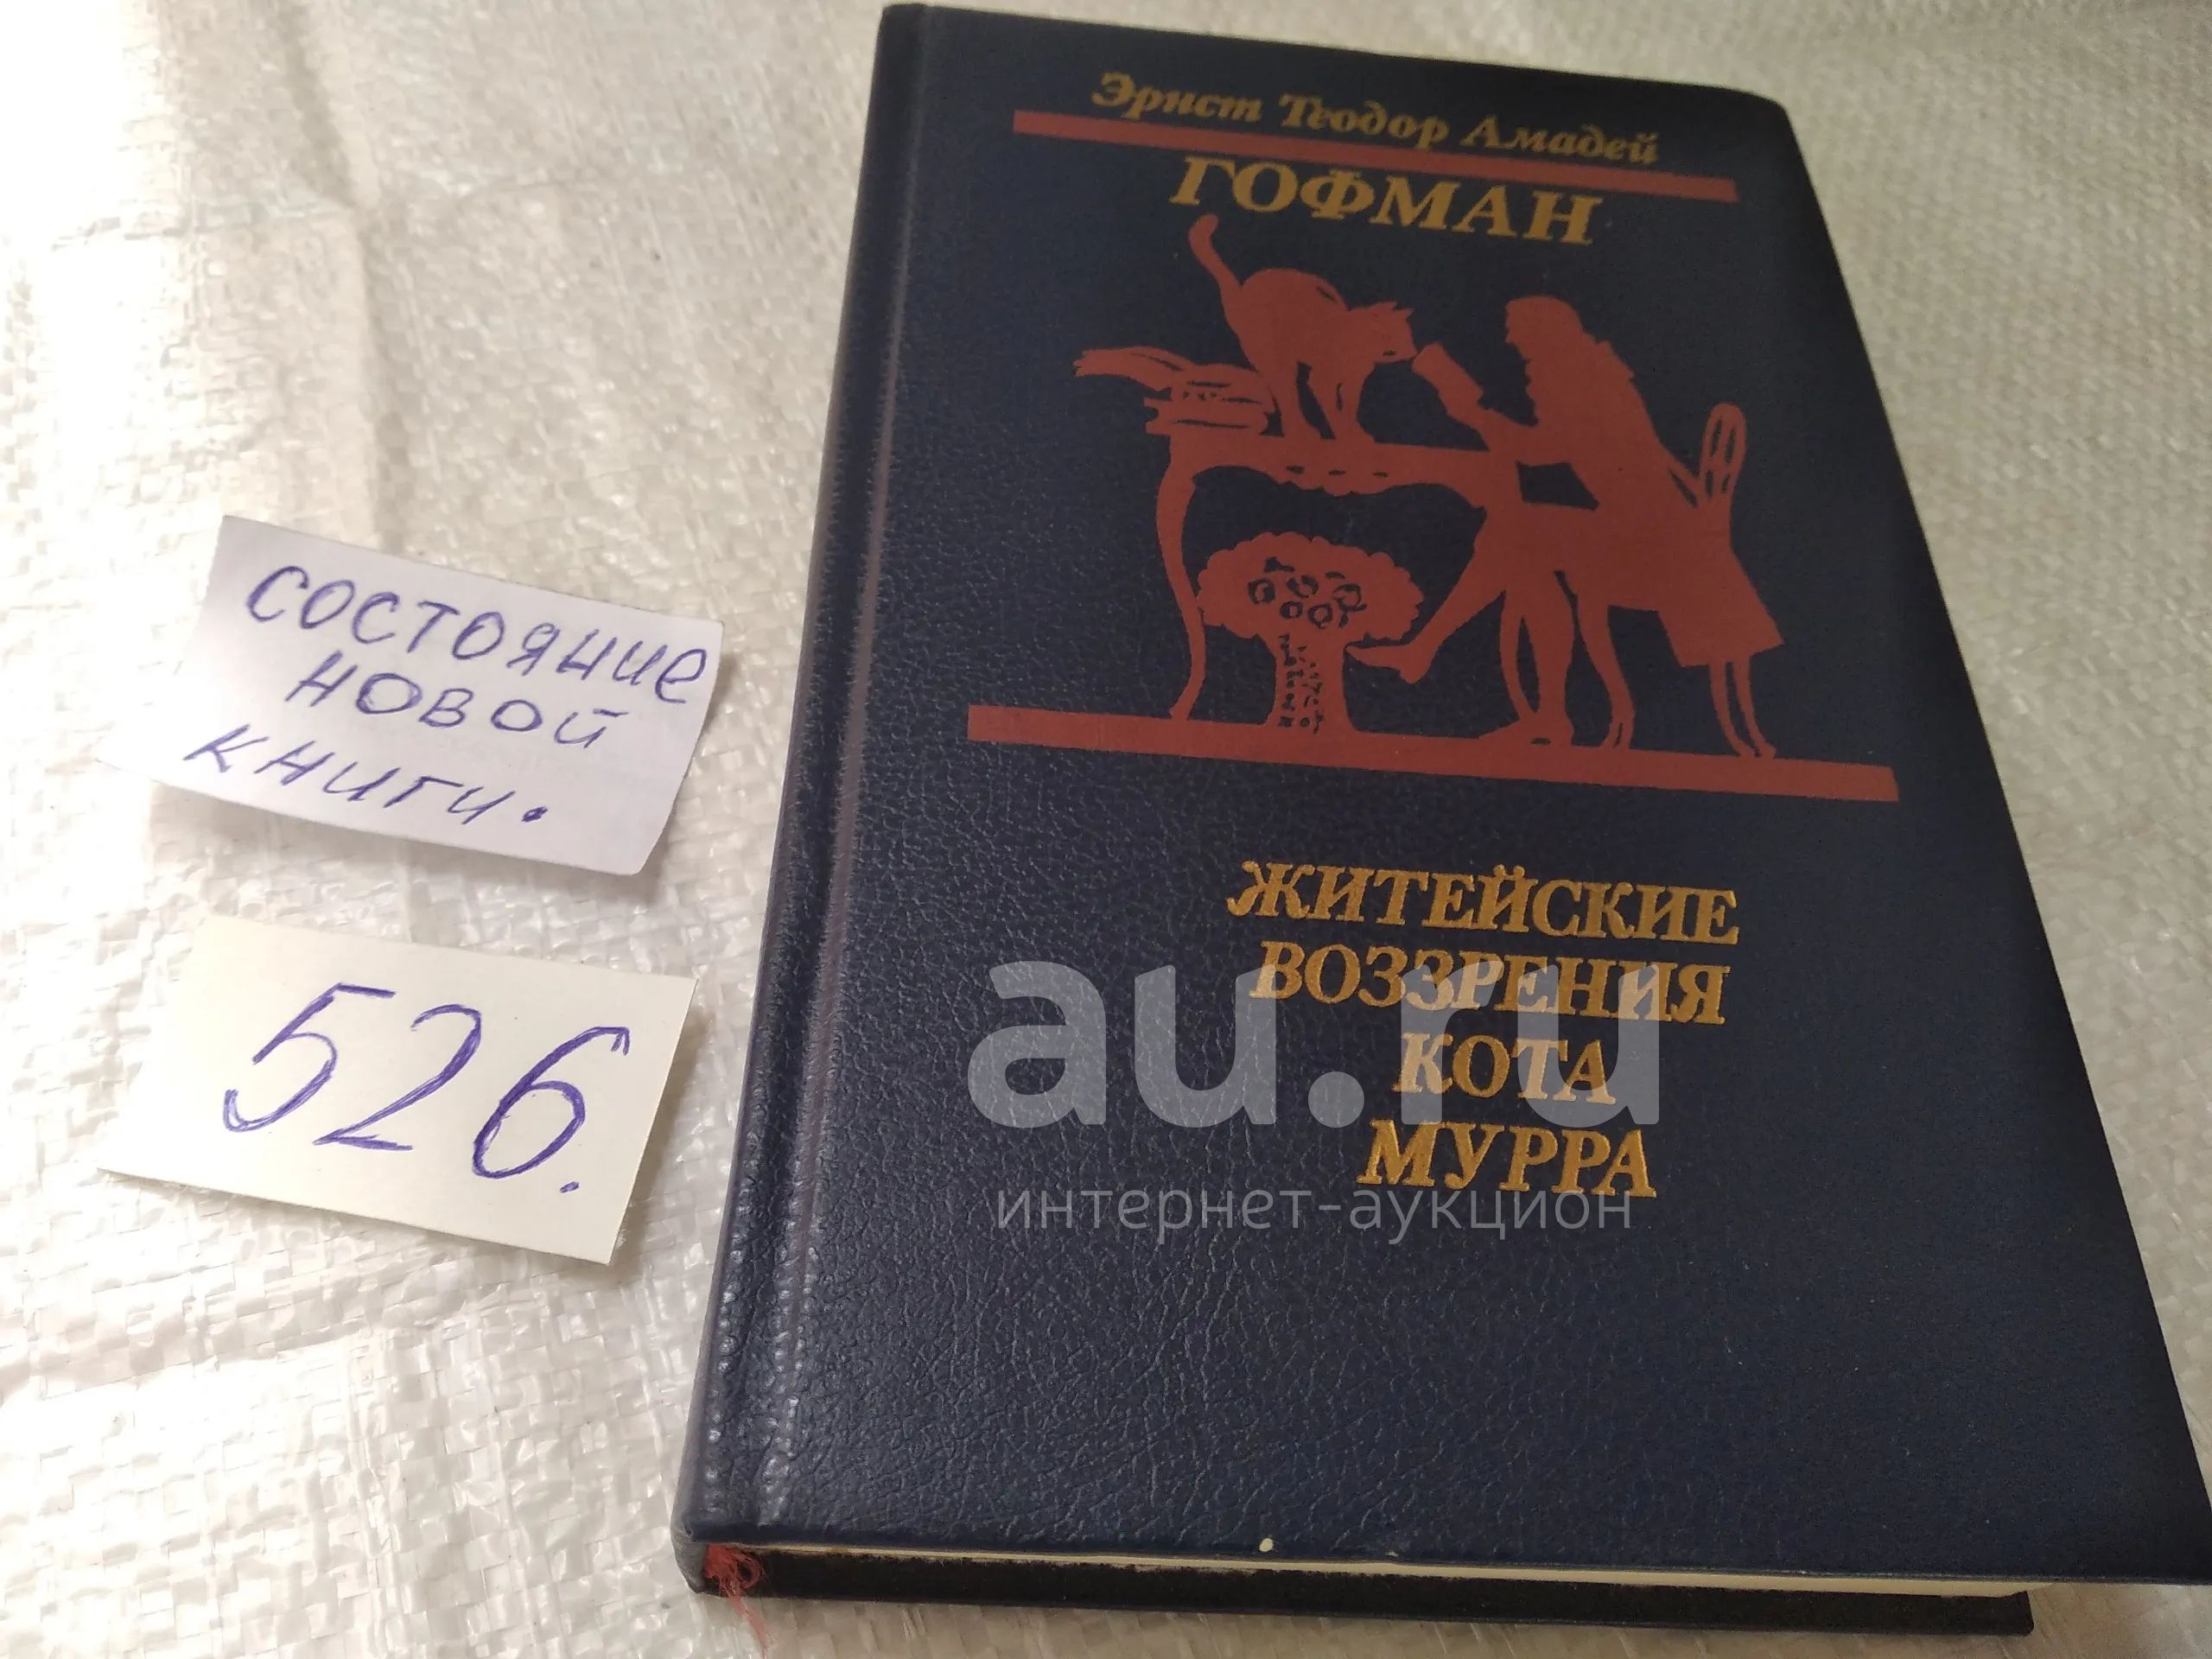 Эрнст Теодор Амадей
ГОФМАН
ЖИТЕЙСКИЕ
ВОЗЗРЕНИЯ
КОТА
МУРРА
состояние
новой
книги.
526.
au.ru
интернет-аукцион